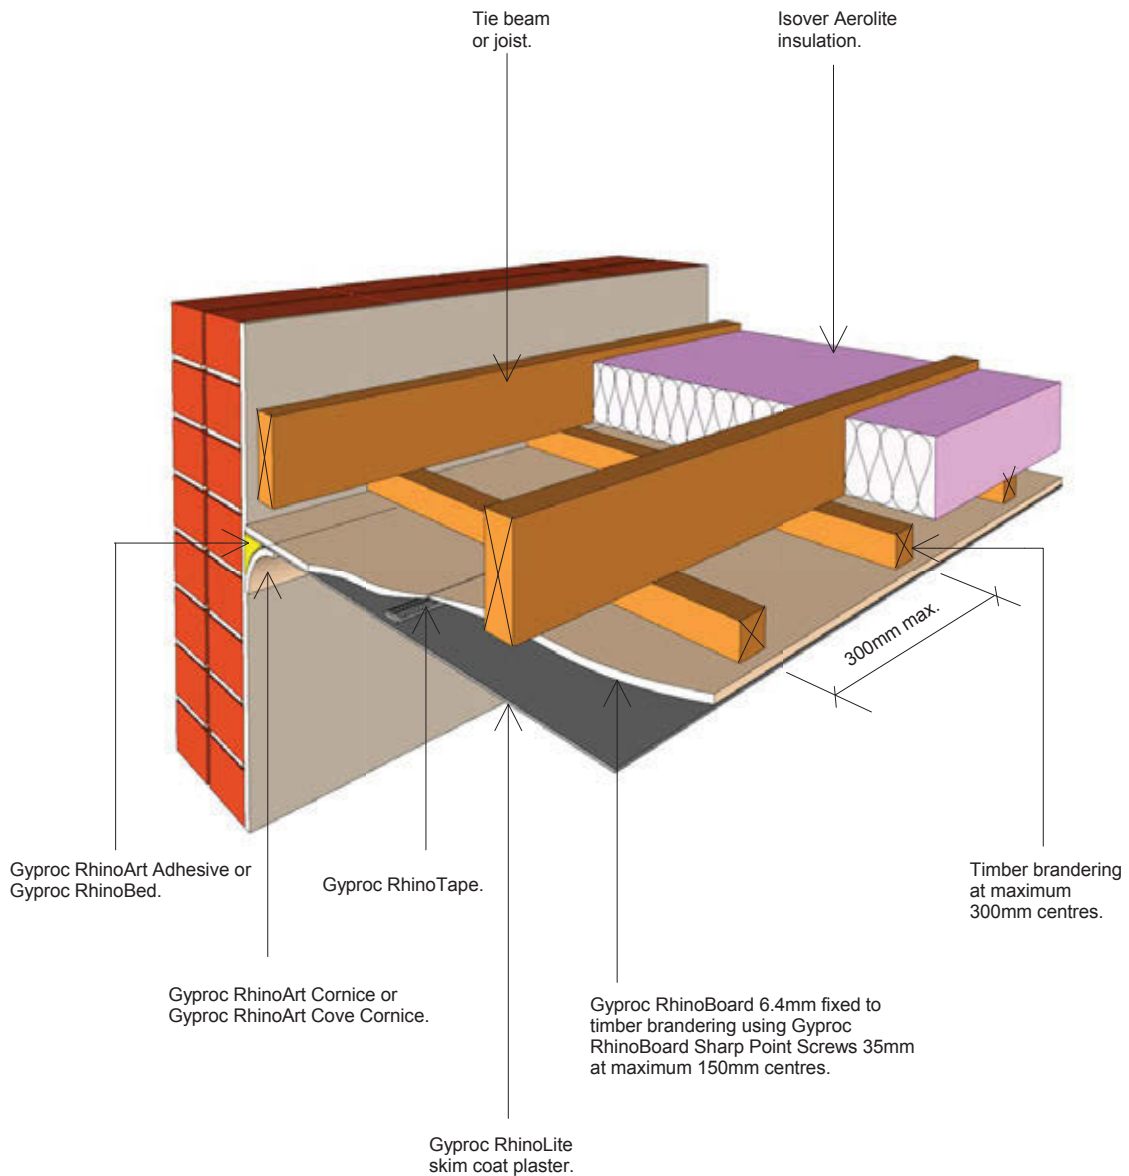 Tie beam
or joist.
Isover Aerolite
insulation.
300mm max.
Gyproc RhinoArt Adhesive or
Gyproc RhinoBed.
Gyproc RhinoTape.
Timber brandering
at maximum
300mm centres.
Gyproc RhinoArt Cornice or
Gyproc RhinoArt Cove Cornice.
Gyproc RhinoBoard 6.4mm fixed to
timber brandering using Gyproc
RhinoBoard Sharp Point Screws 35mm
at maximum 150mm centres.
Gyproc RhinoLite
skim coat plaster.